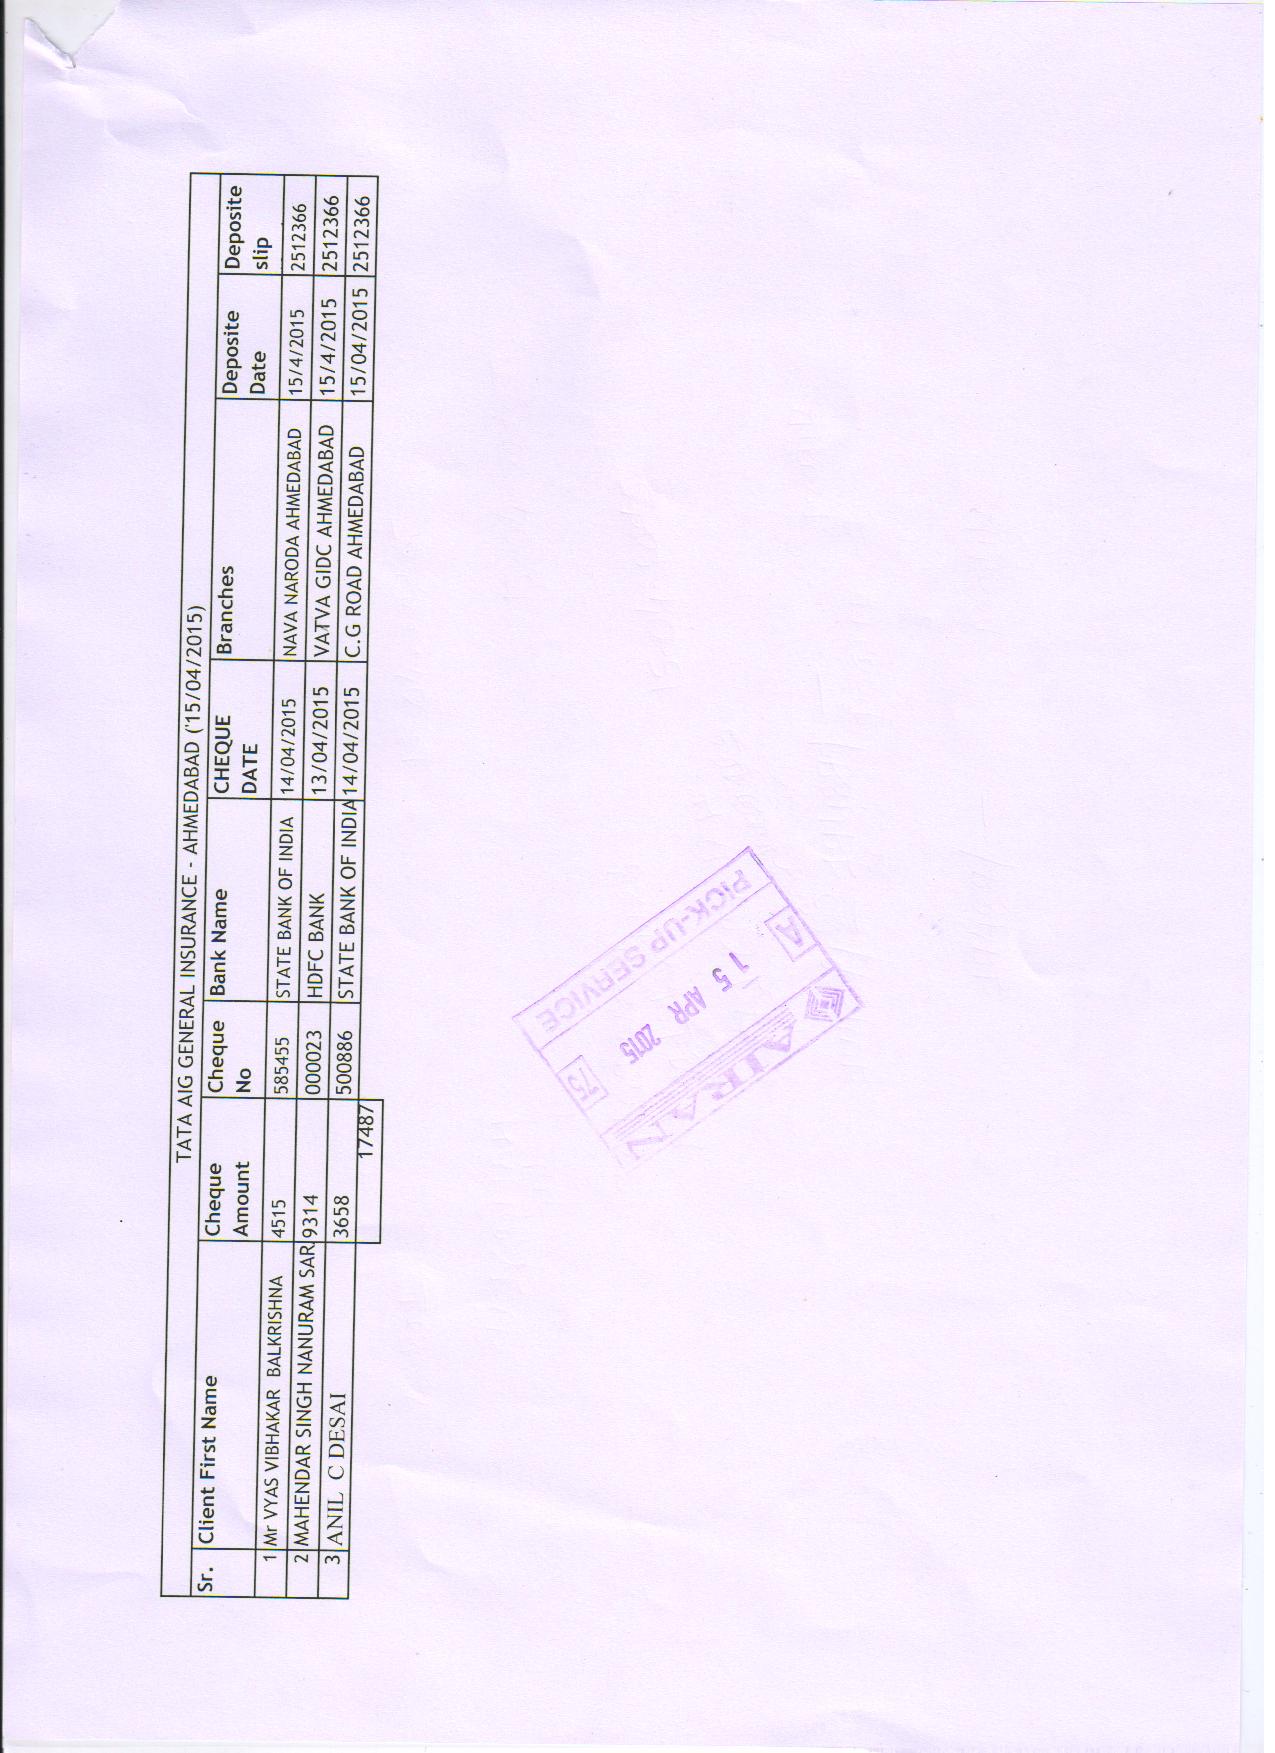 TATA AIG GENERAL INSURANCE - AHMEDABAD ('15/04/2015)
Sr. Client First Name Cheque Amount Cheque No Bank Name CHEQUE DATE Branches Deposite Date Deposite slip
1 Mr VYAS VIBHAKAR BALKRISHNA 4515 585455 STATE BANK OF INDIA 14/04/2015 NAVA NARODA AHMEDABAD 15/4/2015 2512366
2 MAHENDAR SINGH NANURAM SAR 9314 000023 HDFC BANK 13/04/2015 VATVA GIDC AHMEDABAD 15/4/2015 2512366
3 ANIL C DESAI 3658 500886 STATE BANK OF INDIA 14/04/2015 C.G ROAD AHMEDABAD 15/04/2015 2512366
17487
AIRAN
15 APR 2015
A
PICK-UP SERVICE